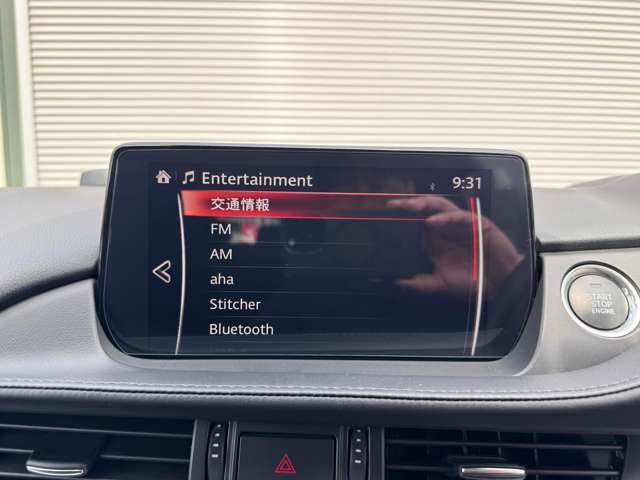 Entertainment
9:31
交通情報
FM
AM
aha
Stitcher
Bluetooth
START
STOP
ENGINE